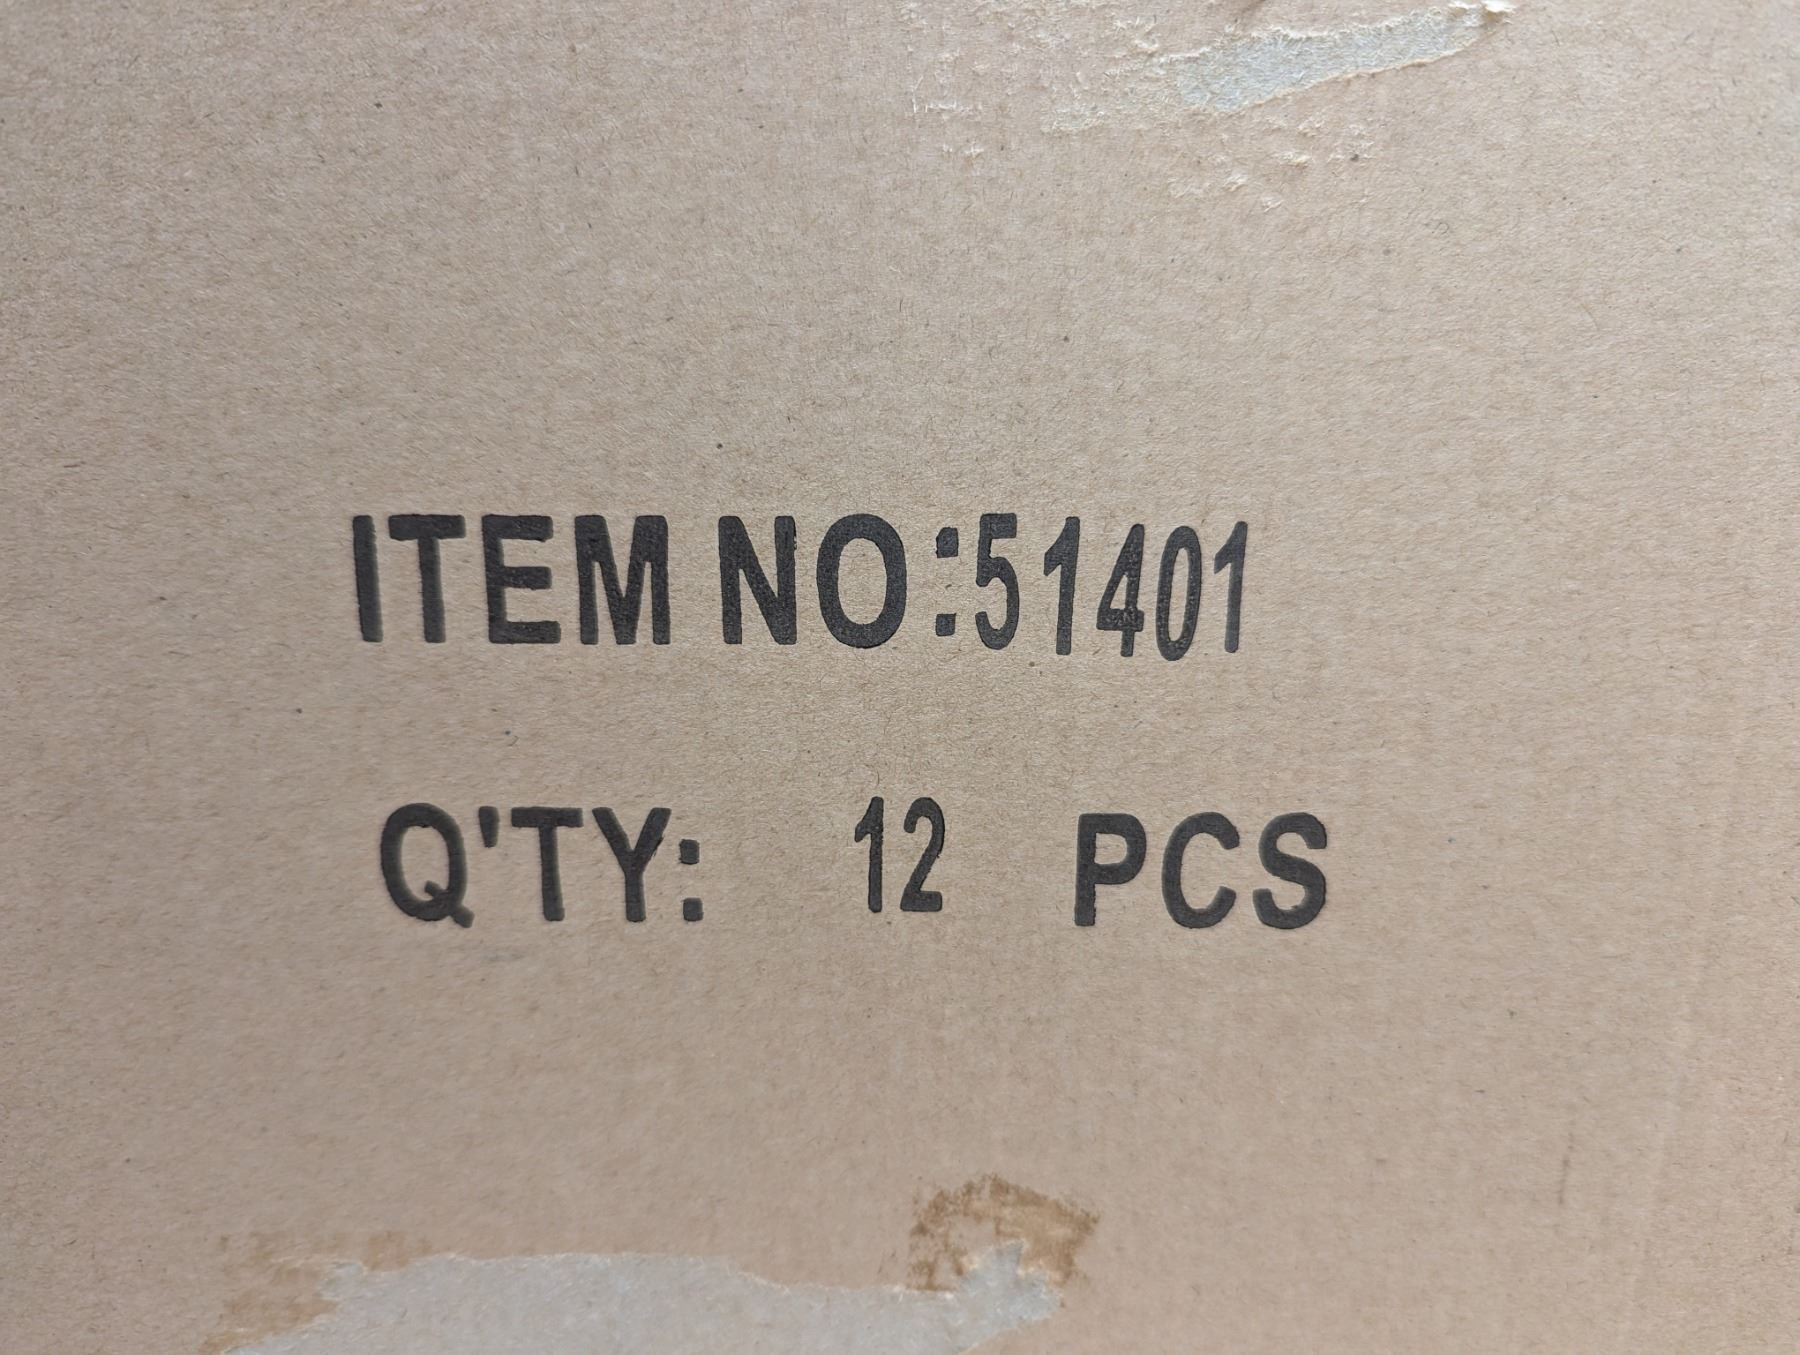 ITEM NO:51401
Q'TY: 12 PCS